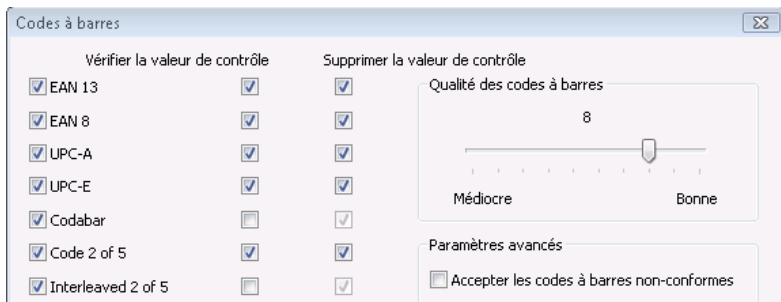 Codes à barres
Vérifier la valeur de contrôle Supprimer la valeur de contrôle
EAN 13
EAN 8
UPC-A
UPC-E
Codabar
Code 2 of 5
Interleaved 2 of 5
Qualité des codes à barres
8
Médiocre Bonne
Paramètres avancés
Accepter les codes à barres non-conformes